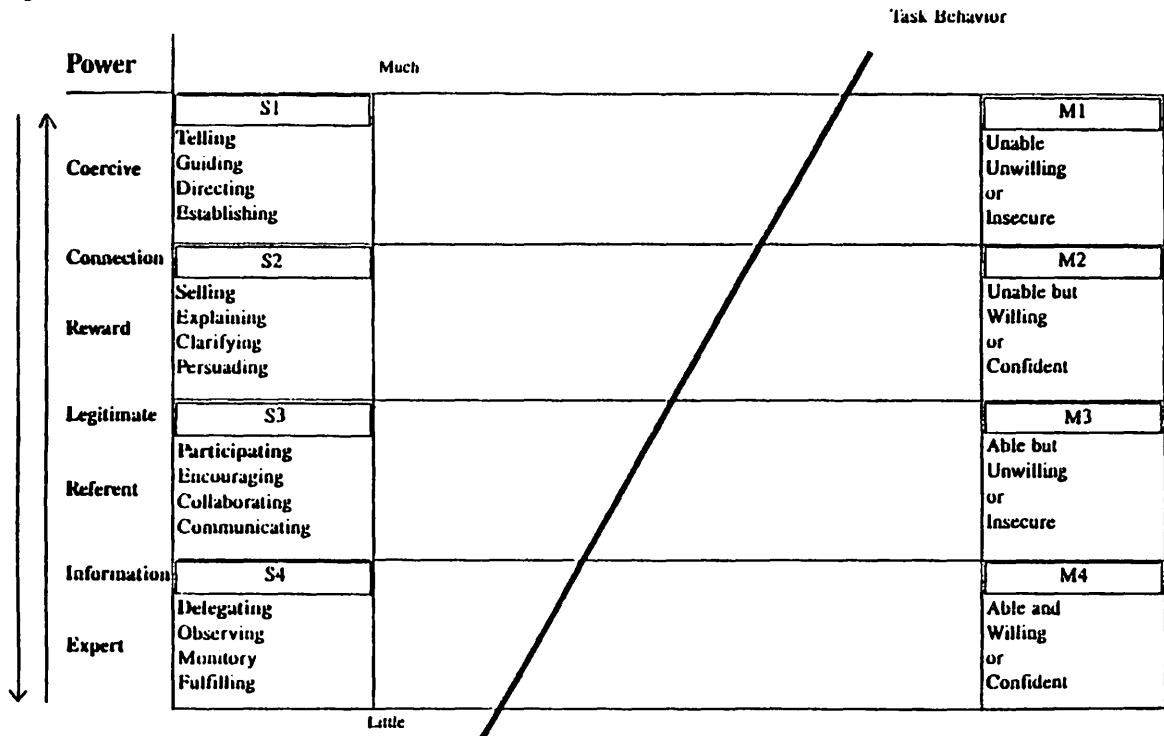 Task Behavior
Power
Much
S1
M1
Telling
Guiding
Directing
Establishing
Coercive
Unable
Unwilling
or
Insecure
Connection
S2
M2
Selling
Explaining
Clarifying
Persuading
Reward
Unable but
Willing
or
Confident
Legitimate
S3
M3
Participating
Encouraging
Collaborating
Communicating
Referent
Able but
Unwilling
or
Insecure
Information
S4
M4
Delegating
Observing
Monitory
Fulfilling
Expert
Able and
Willing
or
Confident
Little